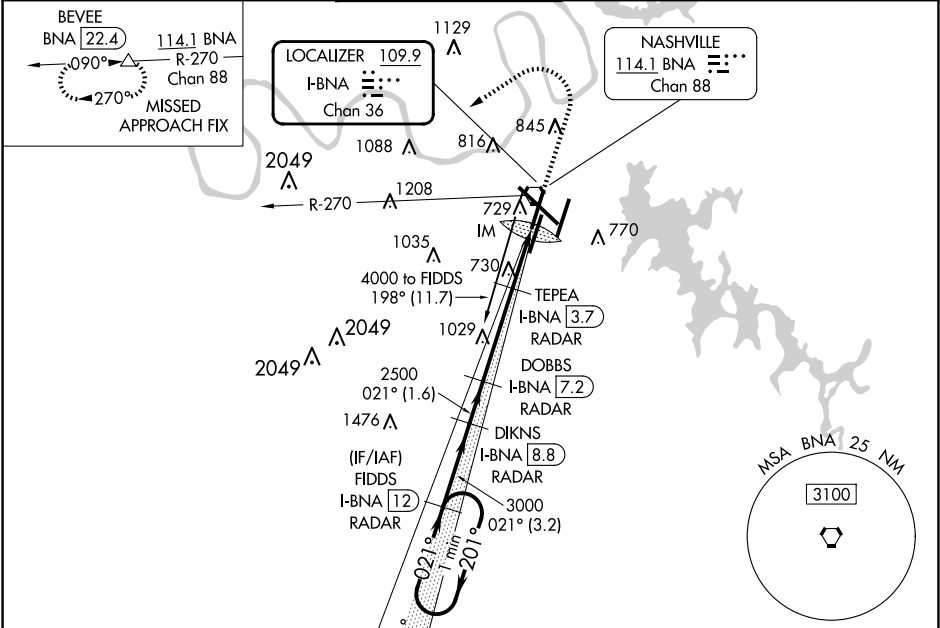 BEVEE
BNA 22.4
114.1 BNA
090°
R-270
Chan 88
270°
MISSED
APPROACH FIX
LOCALIZER 109.9
I-BNA
Chan 36
1129
NASHVILLE
114.1 BNA
Chan 88
845
816
1088
2049
1208
R-270
729
IM
770
1035
730
4000 to FIDDS
198° (11.7)
TEPEA
I-BNA 3.7
RADAR
1029
2049
2049
DOBBS
I-BNA 7.2
RADAR
2500
021° (1.6)
1476
DIKNS
I-BNA 8.8
RADAR
(IF/IAF)
FIDDS
I-BNA 12
RADAR
3000
021° (3.2)
021°
1 min
201°
MSA BNA 25 NM
3100